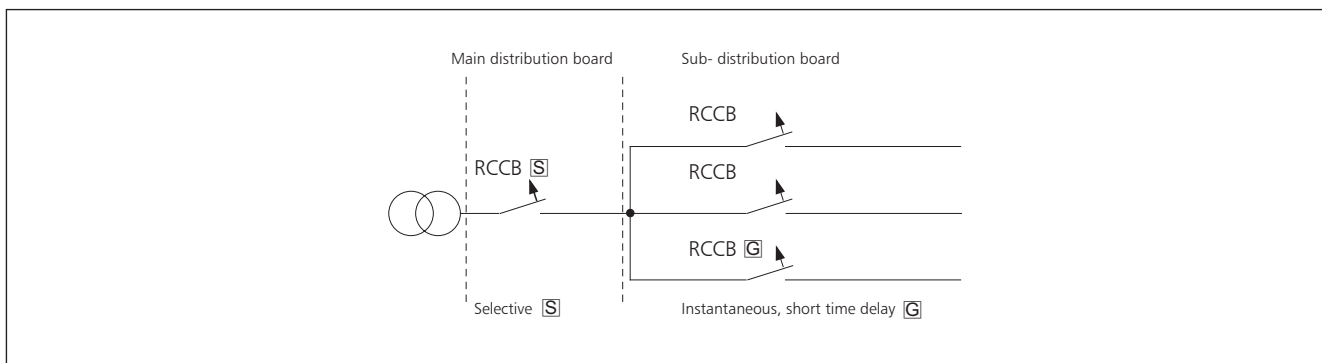 Main distribution board
Sub- distribution board
RCCB
RCCB S
RCCB
RCCB G
Selective S
Instantaneous, short time delay G